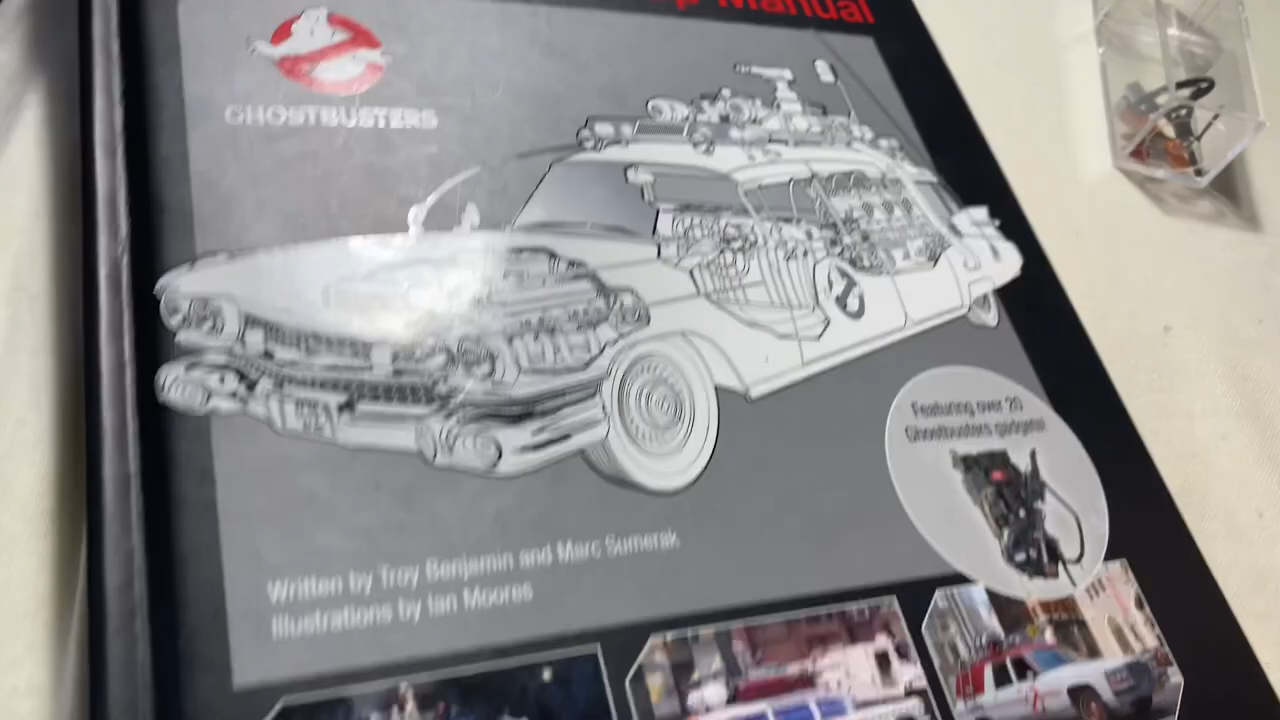 Manual
GHOSTBUSTERS
Featuring over 20
Ghostbusters gadgets!
Written by Troy Benjamin and Marc Sumerak
Illustrations by Ian Moores